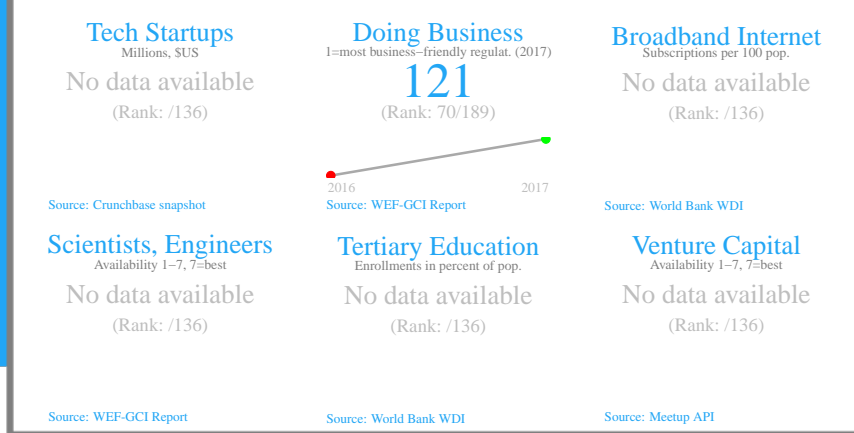 Tech Startups
Millions, $US
No data available
(Rank: /136)
Source: Crunchbase snapshot
Doing Business
1=most business−friendly regulat. (2017)
121
(Rank: 70/189)
2016
2017
Source: WEF-GCI Report
Broadband Internet
Subscriptions per 100 pop.
No data available
(Rank: /136)
Source: World Bank WDI
Scientists, Engineers
Availability 1−7, 7=best
No data available
(Rank: /136)
Source: WEF-GCI Report
Tertiary Education
Enrollments in percent of pop.
No data available
(Rank: /136)
Source: World Bank WDI
Venture Capital
Availability 1−7, 7=best
No data available
(Rank: /136)
Source: Meetup API